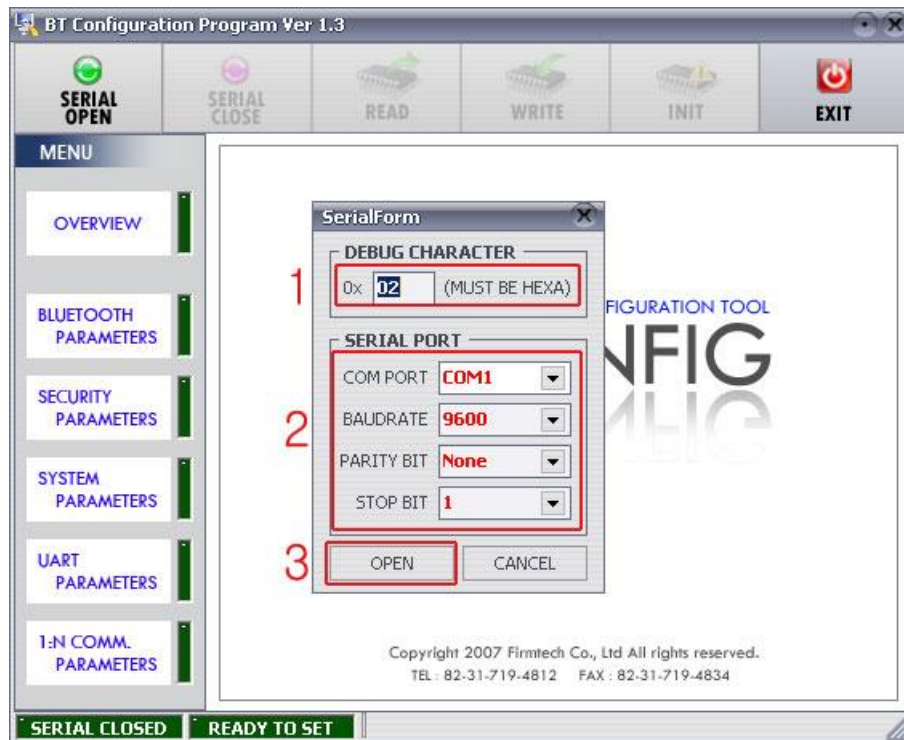 BT Configuration Program Ver 1.3
SERIAL OPEN
SERIAL CLOSE
READ
WRITE
INIT
EXIT
MENU
OVERVIEW
BLUETOOTH
PARAMETERS
SECURITY
PARAMETERS
SYSTEM
PARAMETERS
UART
PARAMETERS
1:N COMM.
PARAMETERS
SerialForm
DEBUG CHARACTER
1
0x 02 (MUST BE HEXA)
SERIAL PORT
2
COM PORT COM1
BAUDRATE 9600
PARITY BIT None
STOP BIT 1
3
OPEN
CANCEL
FIGURATION TOOL
NFIG
Copyright 2007 Firmtech Co., Ltd All rights reserved.
TEL : 82-31-719-4812 FAX : 82-31-719-4834
SERIAL CLOSED
READY TO SET